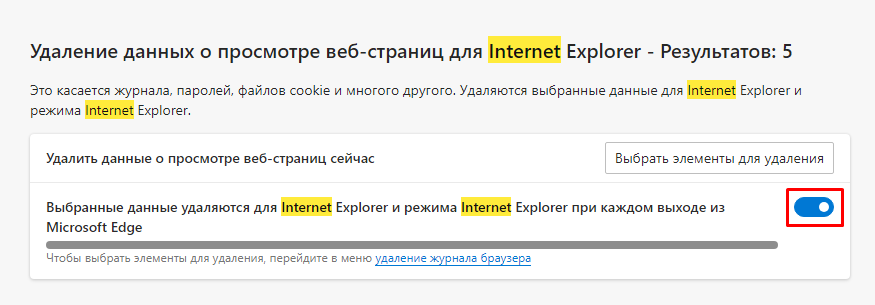 Удаление данных о просмотре веб-страниц для Internet Explorer - Результатов: 5
Это касается журнала, паролей, файлов cookie и многого другого. Удаляются выбранные данные для Internet Explorer и
режима Internet Explorer.
Удалить данные о просмотре веб-страниц сейчас
Выбрать элементы для удаления
Выбранные данные удаляются для Internet Explorer и режима Internet Explorer при каждом выходе из
Microsoft Edge
Чтобы выбрать элементы для удаления, перейдите в меню удаление журнала браузера